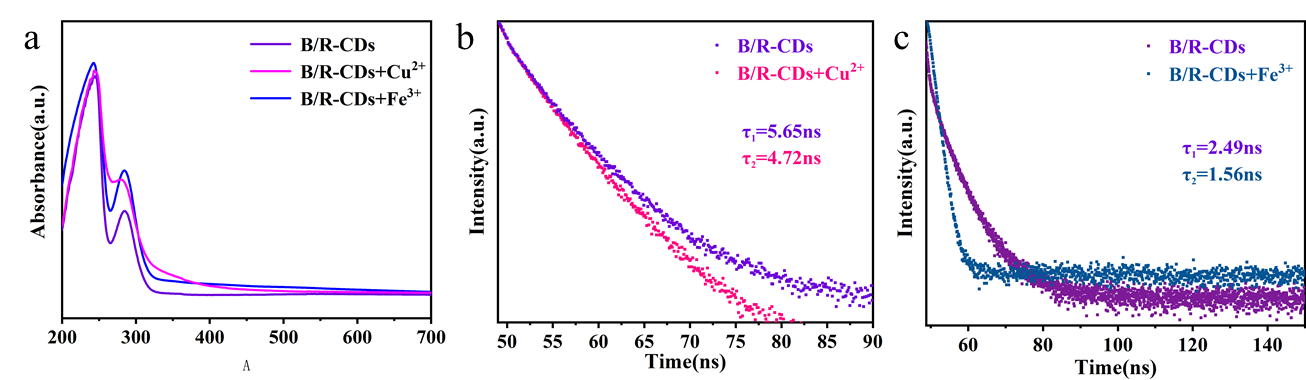 a
B/R-CDs
B/R-CDs+Cu²⁺
B/R-CDs+Fe³⁺
Absorbance(a.u.)
200 300 400 500 600 700
A
b
B/R-CDs
B/R-CDs+Cu²⁺
τ₁=5.65ns
τ₂=4.72ns
Intensity(a.u.)
50 55 60 65 70 75 80 85 90
Time(ns)
c
B/R-CDs
B/R-CDs+Fe³⁺
τ₁=2.49ns
τ₂=1.56ns
Intensity(a.u.)
60 80 100 120 140
Time(ns)